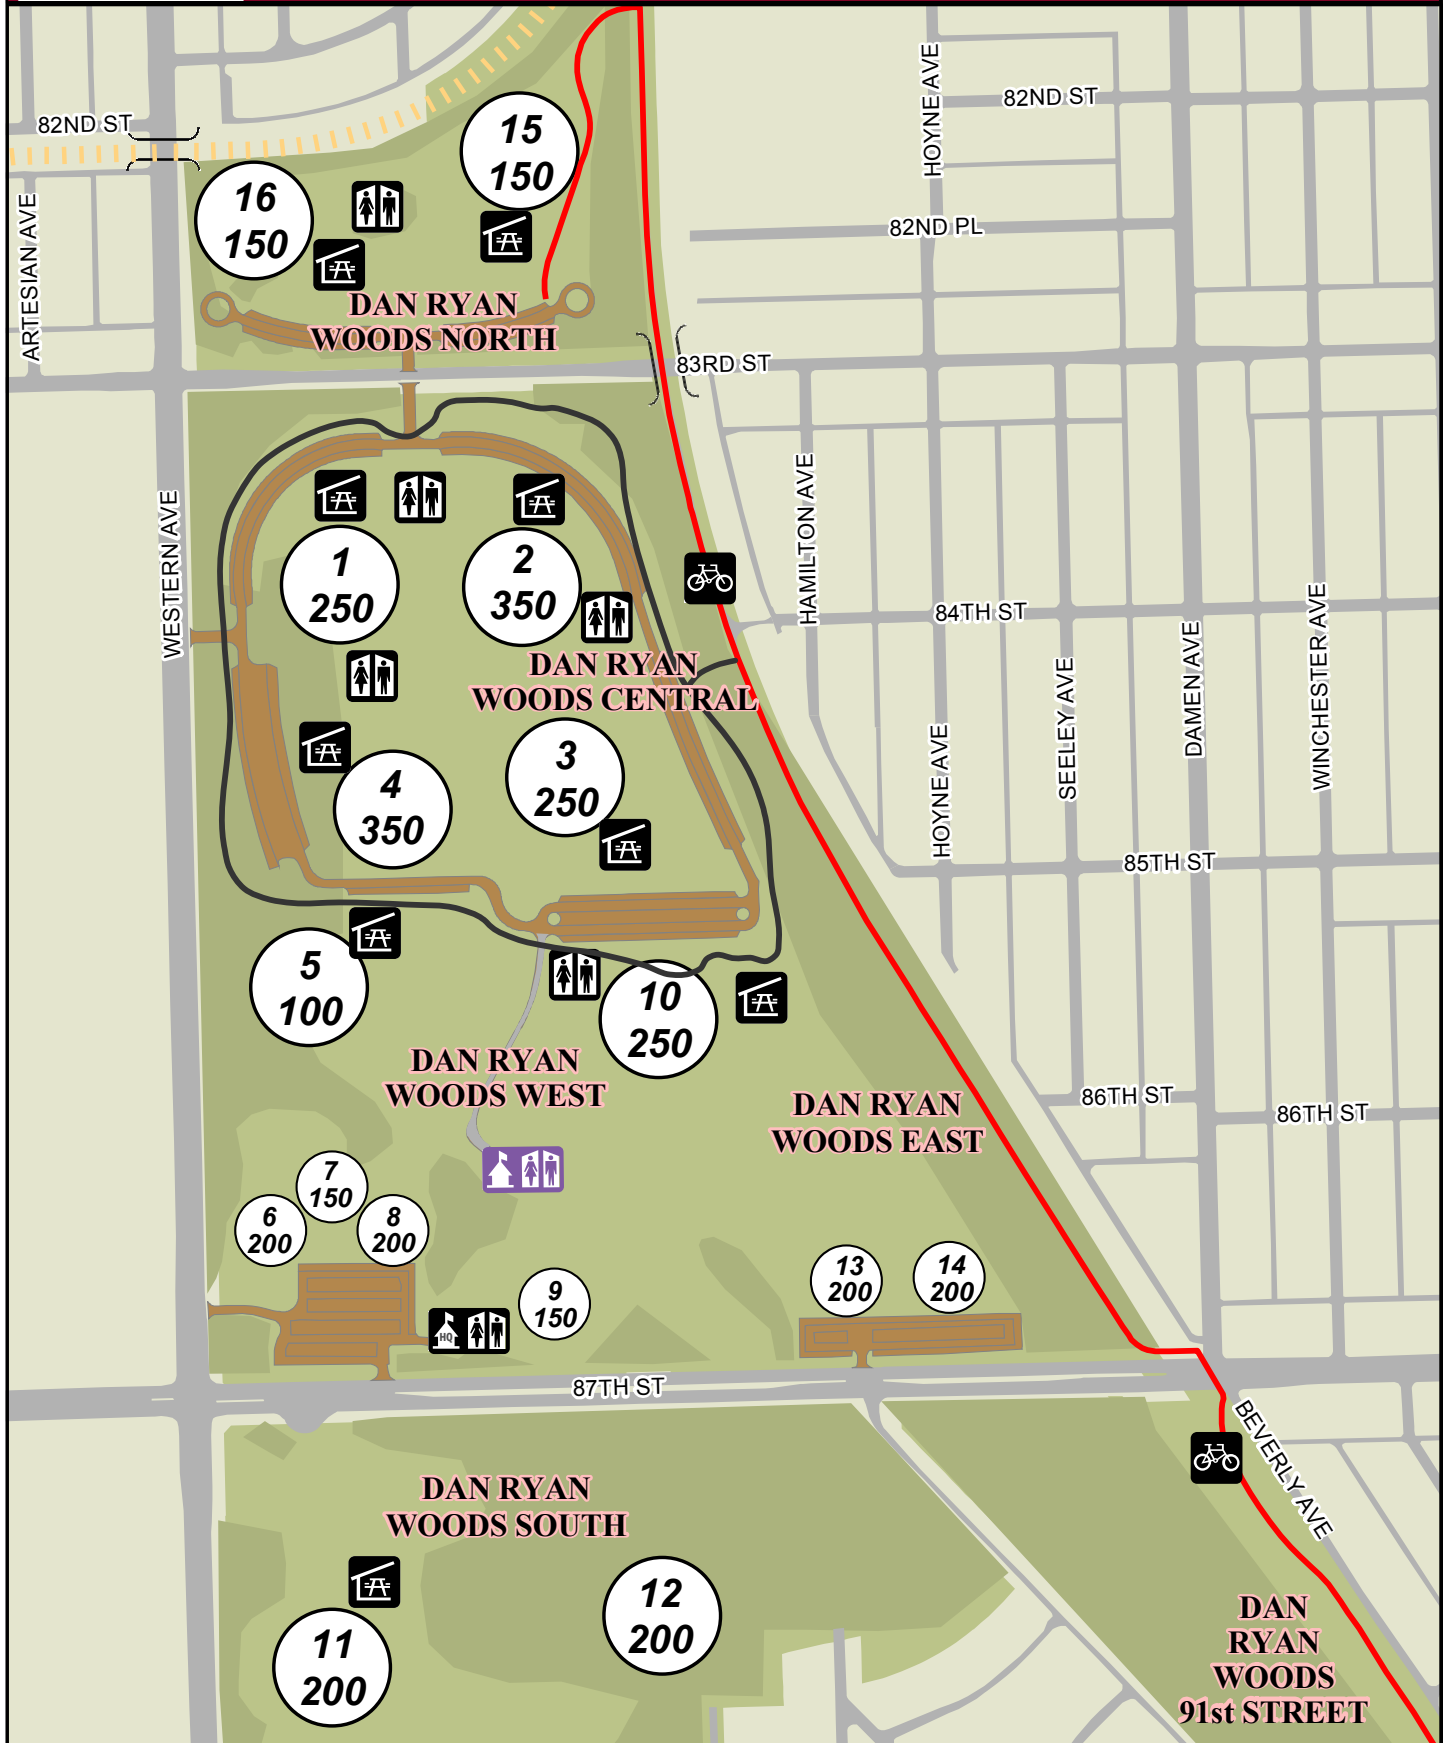 82ND ST
HOYNE AVE
82ND ST
15
150
16
150
82ND PL
ARTESIAN AVE
DAN RYAN
WOODS NORTH
83RD ST
WESTERN AVE
1
250
2
350
HAMILTON AVE
84TH ST
DAN RYAN
WOODS CENTRAL
WINCHESTER AVE
DAMEN AVE
SEELEY AVE
HOYNE AVE
3
250
4
350
85TH ST
5
100
10
250
DAN RYAN
WOODS WEST
DAN RYAN
WOODS EAST
86TH ST
86TH ST
7
150
6
200
8
200
13
200
14
200
9
150
HQ
87TH ST
BEVERLY AVE
DAN RYAN
WOODS SOUTH
11
200
12
200
DAN
RYAN
WOODS
91st STREET